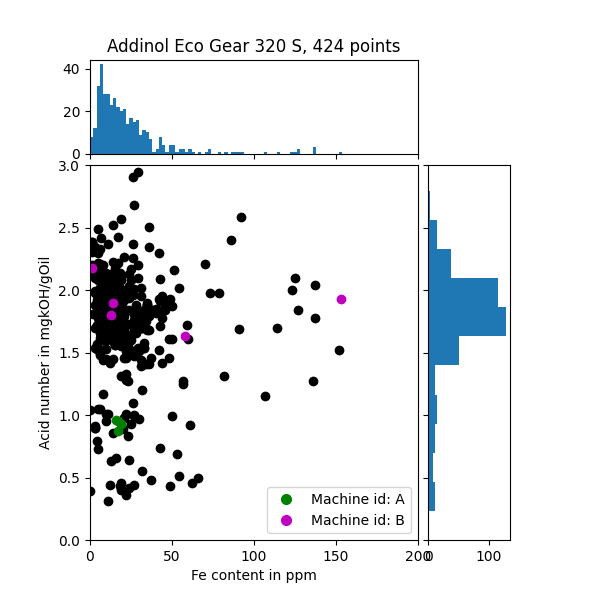 Addinol Eco Gear 320 S, 424 points
40
20
0
3.0
2.5
2.0
1.5
1.0
0.5
0.0
Acid number in mgkOH/gOil
Machine id: A
Machine id: B
0 50 100 150 200
0 100
Fe content in ppm